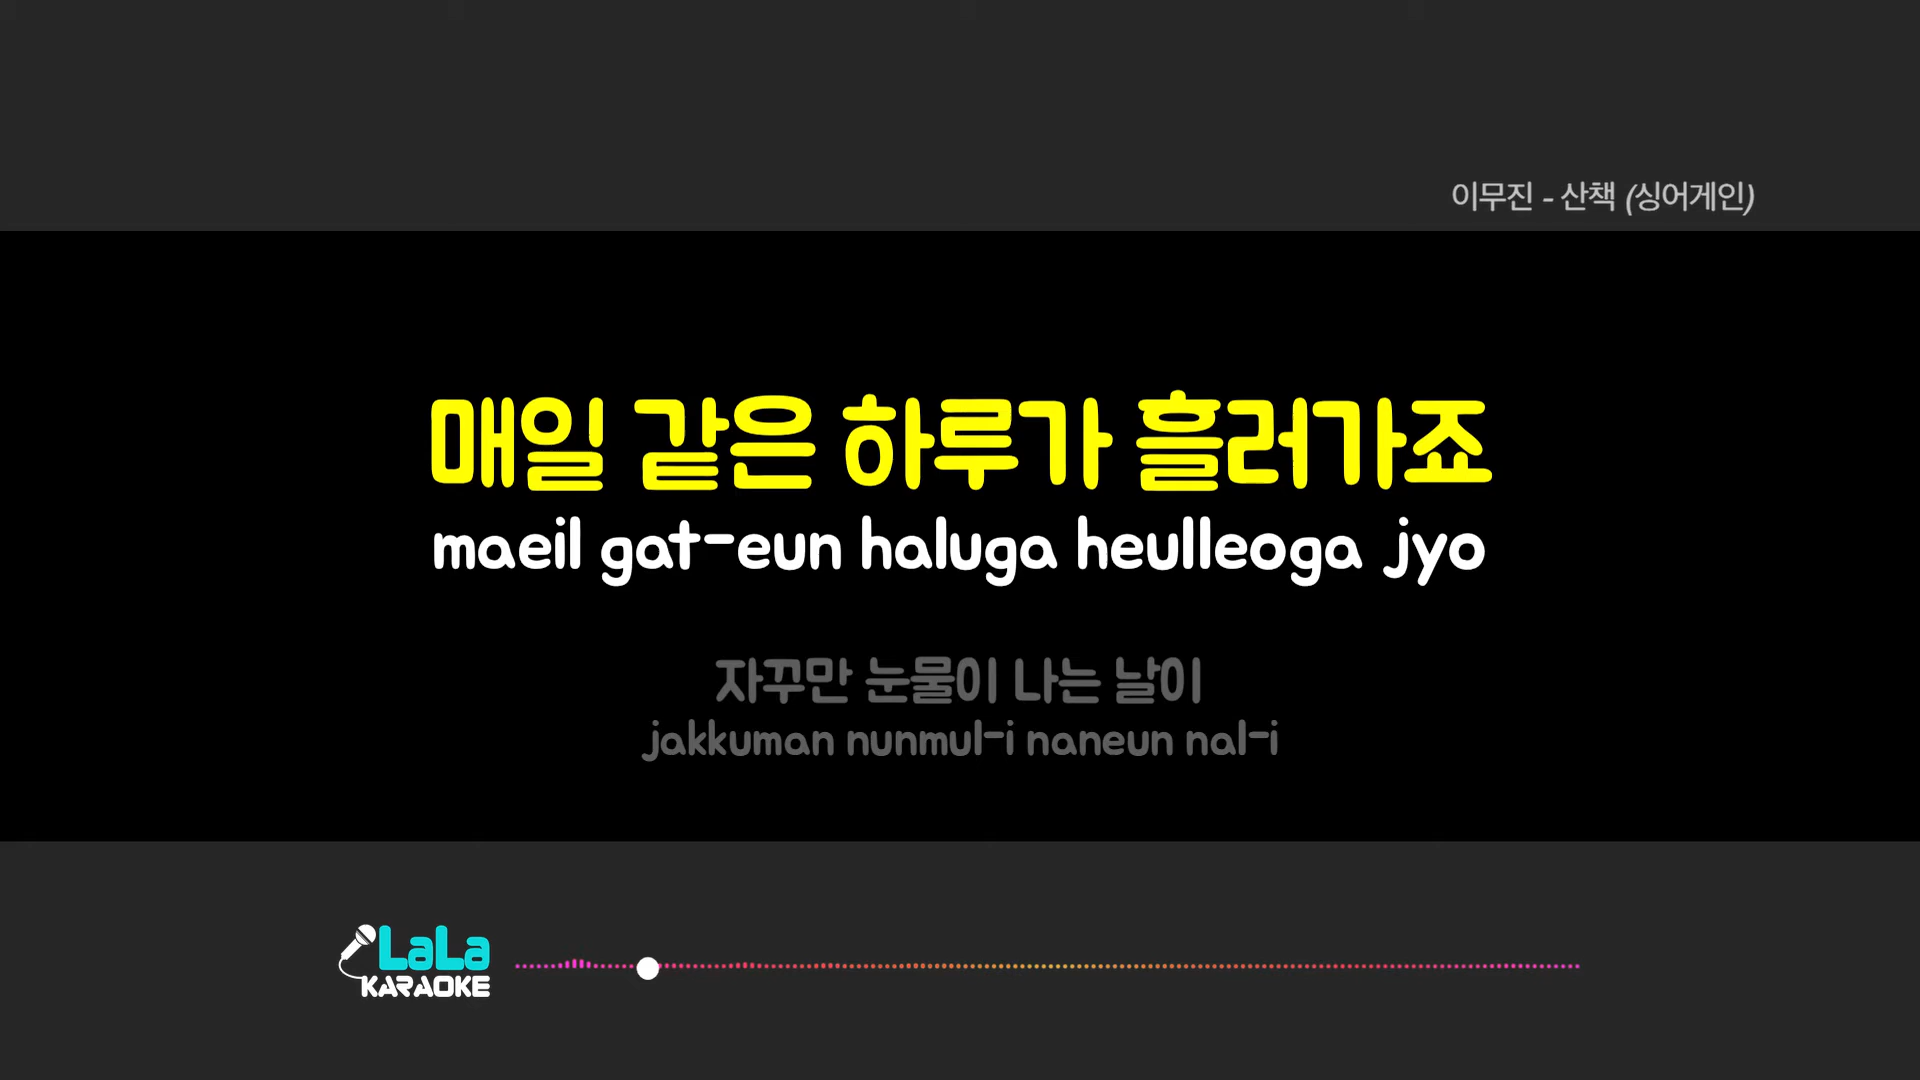 이무진 - 산책 (싱어게인)
매일 같은 하루가 흘러가죠
maeil gat-eun haluga heulleoga jyo
자꾸만 눈물이 나는 날이
jakkuman nunmul-i naneun nal-i
LaLa
KARAOKE